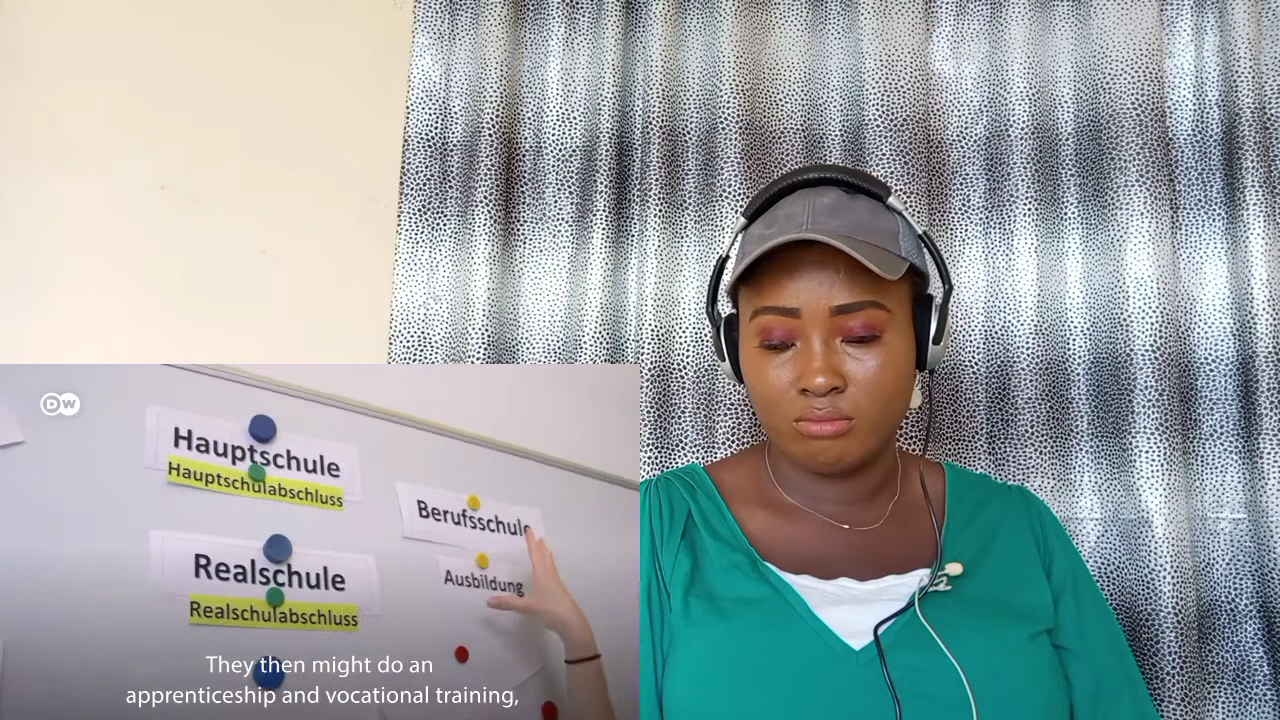 DW
Hauptschule
Hauptschulabschluss
Berufsschule
Realschule
Ausbildung
Realschulabschluss
They then might do an
apprenticeship and vocational training,